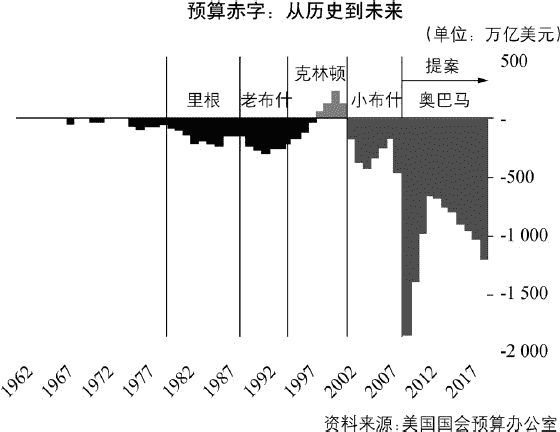 预算赤字：从历史到未来
（单位：万亿美元）
500
提案
克林顿
里根
老布什
小布什
奥巴马
-
-500
-1 000
-1 500
-2 000
1962
1967
1972
1977
1982
1987
1992
1997
2002
2007
2012
2017
资料来源：美国国会预算办公室